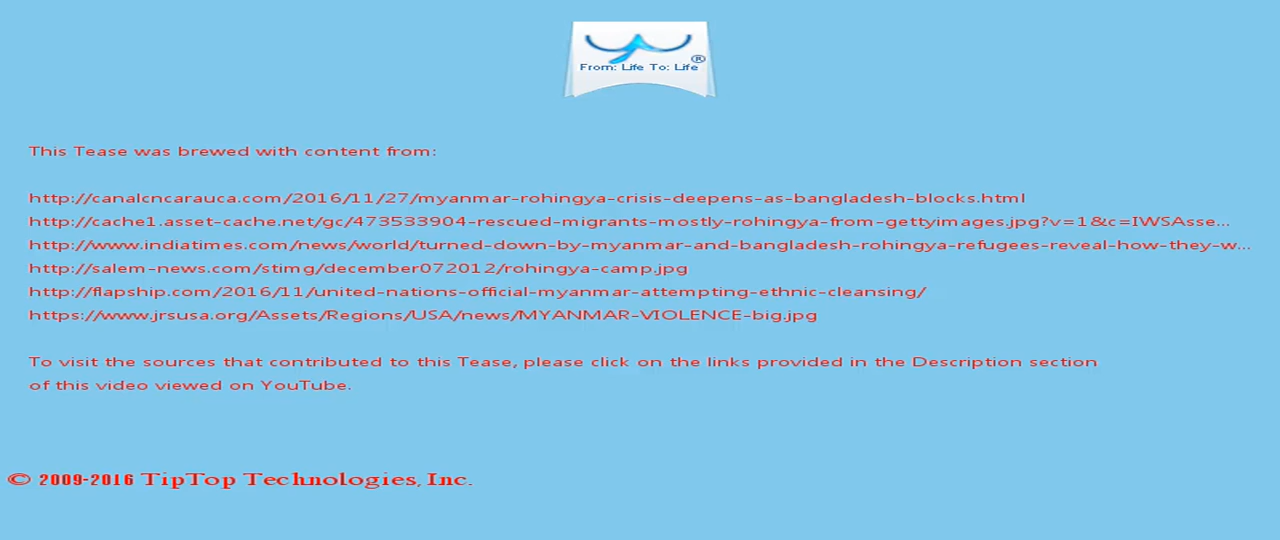 From: Life To: Life®
This Tease was brewed with content from:
http://canalcncarauca.com/2016/11/27/myanmar-rohingya-crisis-deepens-as-bangladesh-blocks.html
http://cache1.asset-cache.net/gc/473533904-rescued-migrants-mostly-rohingya-from-gettyimages.jpg?v=1&c=IWSAsse...
http://www.indiatimes.com/news/world/turned-down-by-myanmar-and-bangladesh-rohingya-refugees-reveal-how-they-w...
http://salem-news.com/stimg/december072012/rohingya-camp.jpg
http://flapship.com/2016/11/united-nations-official-myanmar-attempting-ethnic-cleansing/
https://www.jrsusa.org/Assets/Regions/USA/news/MYANMAR-VIOLENCE-big.jpg
To visit the sources that contributed to this Tease, please click on the links provided in the Description section
of this video viewed on YouTube.
© 2009-2016 TipTop Technologies, Inc.